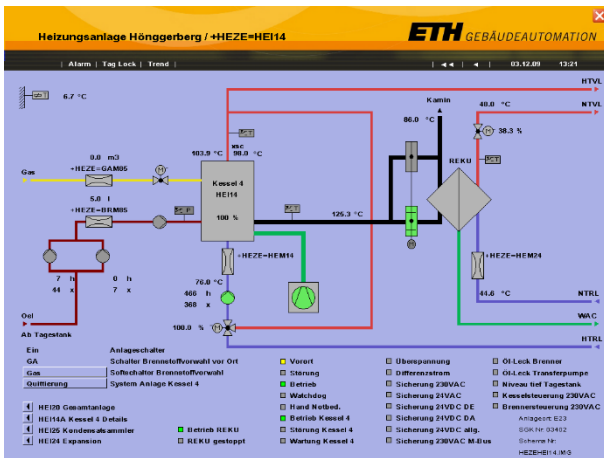 Heizungsanlage Hönggerberg / +HEZE=HEI14
ETH GEBÄUDEAUTOMATION
| Alarm | Tag Lock | Trend |
| ◄◄ | ◄ | 03.12.09 13:21
HTVL
6.7 °C
Kamin
40.0 °C
NTVL
86.0 °C
M
38.3 %
WSC
103.9 °C 90.0 °C
0.0 m3
+HEZE=GAM05
M
Gas
REKU
Kessel 4
HEI14
100 %
5.0 l
+HEZE=BRM05
126.3 °C
M
+HEZE=HEM14
+HEZE=HEM24
7 h 0 h
44 x 7 x
76.0 °C
466 h
368 x
44.6 °C
NTRL
Oel
WAC
100.0 % M
Ab Tagestank
HTRL
Ein Anlageschalter
GA Schalter Brennstoffvorwahl vor Ort
Gas Softschalter Brennstoffvorwahl
Quittierung System Anlage Kessel 4
HEI20 Gesamtanlage
HEI14A Kessel 4 Details
HEI25 Kondensatsammler
HEI24 Expansion
Betrieb REKU
REKU gestoppt
Vorort
Störung
Betrieb
Watchdog
Hand Notbed.
Betrieb Kessel 4
Störung Kessel 4
Wartung Kessel 4
Überspannung
Differenzstrom
Sicherung 230VAC
Sicherung 24VAC
Sicherung 24VDC DE
Sicherung 24VDC DA
Sicherung 24VDC allg.
Sicherung 230VAC M-Bus
Öl-Leck Brenner
Öl-Leck Transferpumpe
Niveau tief Tagestank
Kesselsteuerung 230VAC
Brennersteuerung 230VAC
Anlageart: E23
SGK Nr: 03402
Schema Nr:
HEZEHEI14.IMG